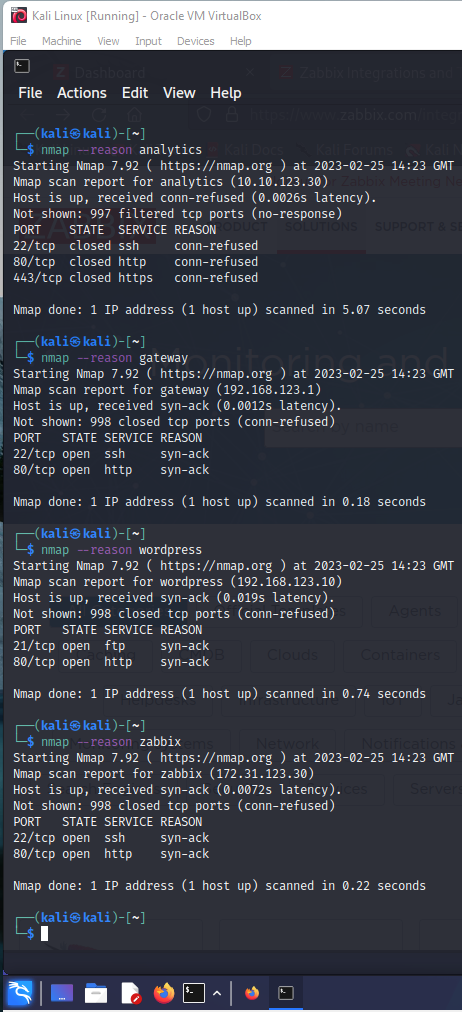 Kali Linux [Running] - Oracle VM VirtualBox
File Machine View Input Devices Help
File Actions Edit View Help
┌──(kali㉿kali)-[~]
└─$ nmap --reason analytics
Starting Nmap 7.92 ( https://nmap.org ) at 2023-02-25 14:23 GMT
Nmap scan report for analytics (10.10.123.30)
Host is up, received conn-refused (0.0026s latency).
Not shown: 997 filtered tcp ports (no-response)
PORT    STATE  SERVICE REASON
22/tcp  closed ssh     conn-refused
80/tcp  closed http    conn-refused
443/tcp closed https   conn-refused
Nmap done: 1 IP address (1 host up) scanned in 5.07 seconds
┌──(kali㉿kali)-[~]
└─$ nmap --reason gateway
Starting Nmap 7.92 ( https://nmap.org ) at 2023-02-25 14:23 GMT
Nmap scan report for gateway (192.168.123.1)
Host is up, received syn-ack (0.0012s latency).
Not shown: 998 closed tcp ports (conn-refused)
PORT   STATE SERVICE REASON
22/tcp open  ssh     syn-ack
80/tcp open  http    syn-ack
Nmap done: 1 IP address (1 host up) scanned in 0.18 seconds
┌──(kali㉿kali)-[~]
└─$ nmap --reason wordpress
Starting Nmap 7.92 ( https://nmap.org ) at 2023-02-25 14:23 GMT
Nmap scan report for wordpress (192.168.123.10)
Host is up, received syn-ack (0.019s latency).
Not shown: 998 closed tcp ports (conn-refused)
PORT   STATE SERVICE REASON
21/tcp open  ftp     syn-ack
80/tcp open  http    syn-ack
Nmap done: 1 IP address (1 host up) scanned in 0.74 seconds
┌──(kali㉿kali)-[~]
└─$ nmap --reason zabbix
Starting Nmap 7.92 ( https://nmap.org ) at 2023-02-25 14:23 GMT
Nmap scan report for zabbix (172.31.123.30)
Host is up, received syn-ack (0.0072s latency).
Not shown: 998 closed tcp ports (conn-refused)
PORT   STATE SERVICE REASON
22/tcp open  ssh     syn-ack
80/tcp open  http    syn-ack
Nmap done: 1 IP address (1 host up) scanned in 0.22 seconds
┌──(kali㉿kali)-[~]
└─$